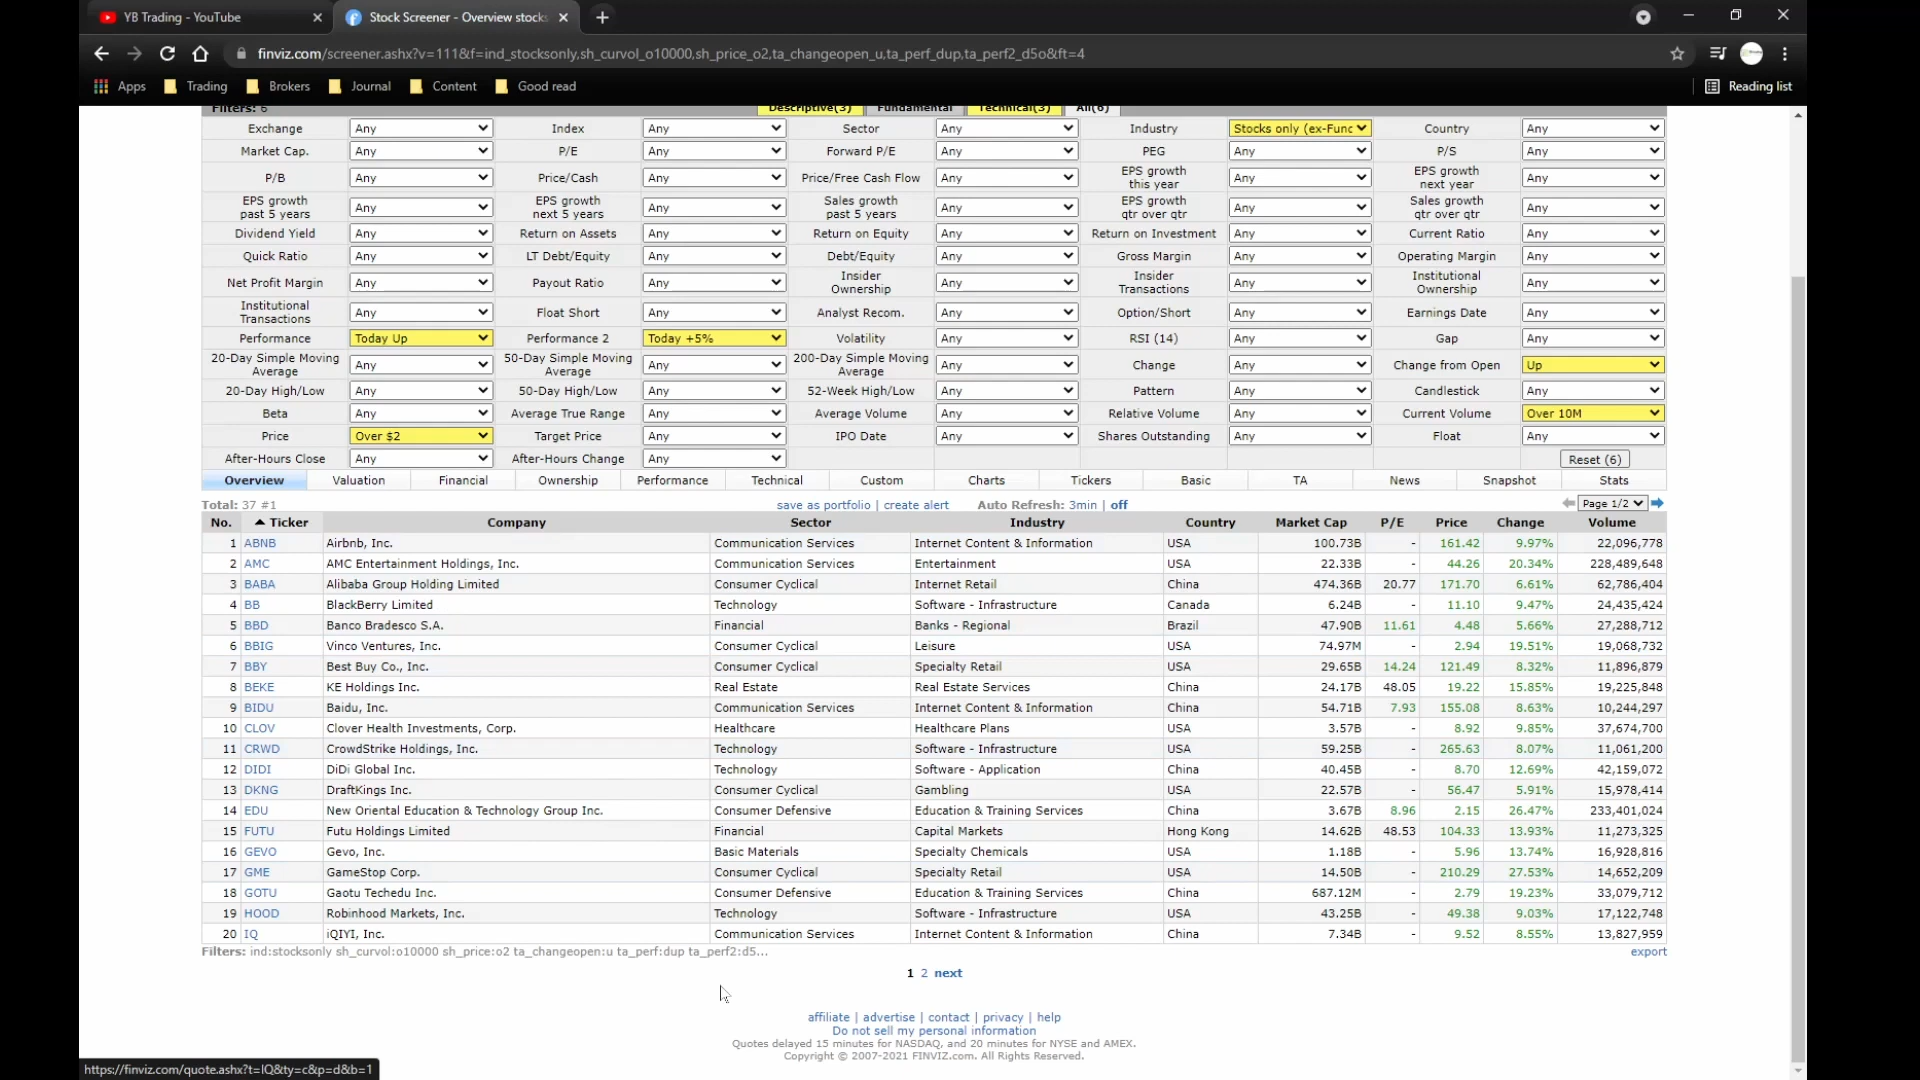 YB Trading - YouTube
Stock Screener - Overview stocks
finviz.com/screener.ashx?v=111&f=ind_stocksonly,sh_curvol_o10000,sh_price_o2,ta_changeopen_u,ta_perf_dup,ta_perf2_d5o&ft=4
Apps Trading Brokers Journal Content Good read Reading list
Filters: 6 Descriptive(3) Fundamental Technical(3) All(6)
Exchange Any Index Any Sector Any Industry Stocks only (ex-Func Country Any
Market Cap. Any P/E Any Forward P/E Any PEG Any P/S Any
P/B Any Price/Cash Any Price/Free Cash Flow Any EPS growth this year Any EPS growth next year Any
EPS growth past 5 years Any EPS growth next 5 years Any Sales growth past 5 years Any EPS growth qtr over qtr Any Sales growth qtr over qtr Any
Dividend Yield Any Return on Assets Any Return on Equity Any Return on Investment Any Current Ratio Any
Quick Ratio Any LT Debt/Equity Any Debt/Equity Any Gross Margin Any Operating Margin Any
Net Profit Margin Any Payout Ratio Any Insider Ownership Any Insider Transactions Any Institutional Ownership Any
Institutional Transactions Any Float Short Any Analyst Recom. Any Option/Short Any Earnings Date Any
Performance Today Up Performance 2 Today +5% Volatility Any RSI (14) Any Gap Any
20-Day Simple Moving Average Any 50-Day Simple Moving Average Any 200-Day Simple Moving Average Any Change Any Change from Open Up
20-Day High/Low Any 50-Day High/Low Any 52-Week High/Low Any Pattern Any Candlestick Any
Beta Any Average True Range Any Average Volume Any Relative Volume Any Current Volume Over 10M
Price Over $2 Target Price Any IPO Date Any Shares Outstanding Any Float Any
After-Hours Close Any After-Hours Change Any Reset (6)
Overview Valuation Financial Ownership Performance Technical Custom Charts Tickers Basic TA News Snapshot Stats
Total: 37 #1 save as portfolio | create alert Auto Refresh: 3min | off Page 1/2
No. Ticker Company Sector Industry Country Market Cap P/E Price Change Volume
1 ABNB Airbnb, Inc. Communication Services Internet Content & Information USA 100.73B - 161.42 9.97% 22,096,778
2 AMC AMC Entertainment Holdings, Inc. Communication Services Entertainment USA 22.33B - 44.26 20.34% 228,489,648
3 BABA Alibaba Group Holding Limited Consumer Cyclical Internet Retail China 474.36B 20.77 171.70 6.61% 62,786,404
4 BB BlackBerry Limited Technology Software - Infrastructure Canada 6.24B - 11.10 9.47% 24,435,424
5 BBD Banco Bradesco S.A. Financial Banks - Regional Brazil 47.90B 11.61 4.48 5.66% 27,288,712
6 BBIG Vinco Ventures, Inc. Consumer Cyclical Leisure USA 74.97M - 2.94 19.51% 19,068,732
7 BBY Best Buy Co., Inc. Consumer Cyclical Specialty Retail USA 29.65B 14.24 121.49 8.32% 11,896,879
8 BEKE KE Holdings Inc. Real Estate Real Estate Services China 24.17B 48.05 19.22 15.85% 19,225,848
9 BIDU Baidu, Inc. Communication Services Internet Content & Information China 54.71B 7.93 155.08 8.63% 10,244,297
10 CLOV Clover Health Investments, Corp. Healthcare Healthcare Plans USA 3.57B - 8.92 9.85% 37,674,700
11 CRWD CrowdStrike Holdings, Inc. Technology Software - Infrastructure USA 59.25B - 265.63 8.07% 11,061,200
12 DIDI DiDi Global Inc. Technology Software - Application China 40.45B - 8.70 12.69% 42,159,072
13 DKNG DraftKings Inc. Consumer Cyclical Gambling USA 22.57B - 56.47 5.91% 15,978,414
14 EDU New Oriental Education & Technology Group Inc. Consumer Defensive Education & Training Services China 3.67B 8.96 2.15 26.47% 233,401,024
15 FUTU Futu Holdings Limited Financial Capital Markets Hong Kong 14.62B 48.53 104.33 13.93% 11,273,325
16 GEVO Gevo, Inc. Basic Materials Specialty Chemicals USA 1.18B - 5.96 13.74% 16,928,816
17 GME GameStop Corp. Consumer Cyclical Specialty Retail USA 14.50B - 210.29 27.53% 14,652,209
18 GOTU Gaotu Techedu Inc. Consumer Defensive Education & Training Services China 687.12M - 2.79 19.23% 33,079,712
19 HOOD Robinhood Markets, Inc. Technology Software - Infrastructure USA 43.25B - 49.38 9.03% 17,122,748
20 IQ iQIYI, Inc. Communication Services Internet Content & Information China 7.34B - 9.52 8.55% 13,827,959
Filters: ind:stocksonly sh_curvol:o10000 sh_price:o2 ta_changeopen:u ta_perf:dup ta_perf2:d5... export
1 2 next
affiliate | advertise | contact | privacy | help
Do not sell my personal information
Quotes delayed 15 minutes for NASDAQ, and 20 minutes for NYSE and AMEX.
Copyright © 2007-2021 FINVIZ.com. All Rights Reserved.
https://finviz.com/quote.ashx?t=IQ&ty=c&p=d&b=1